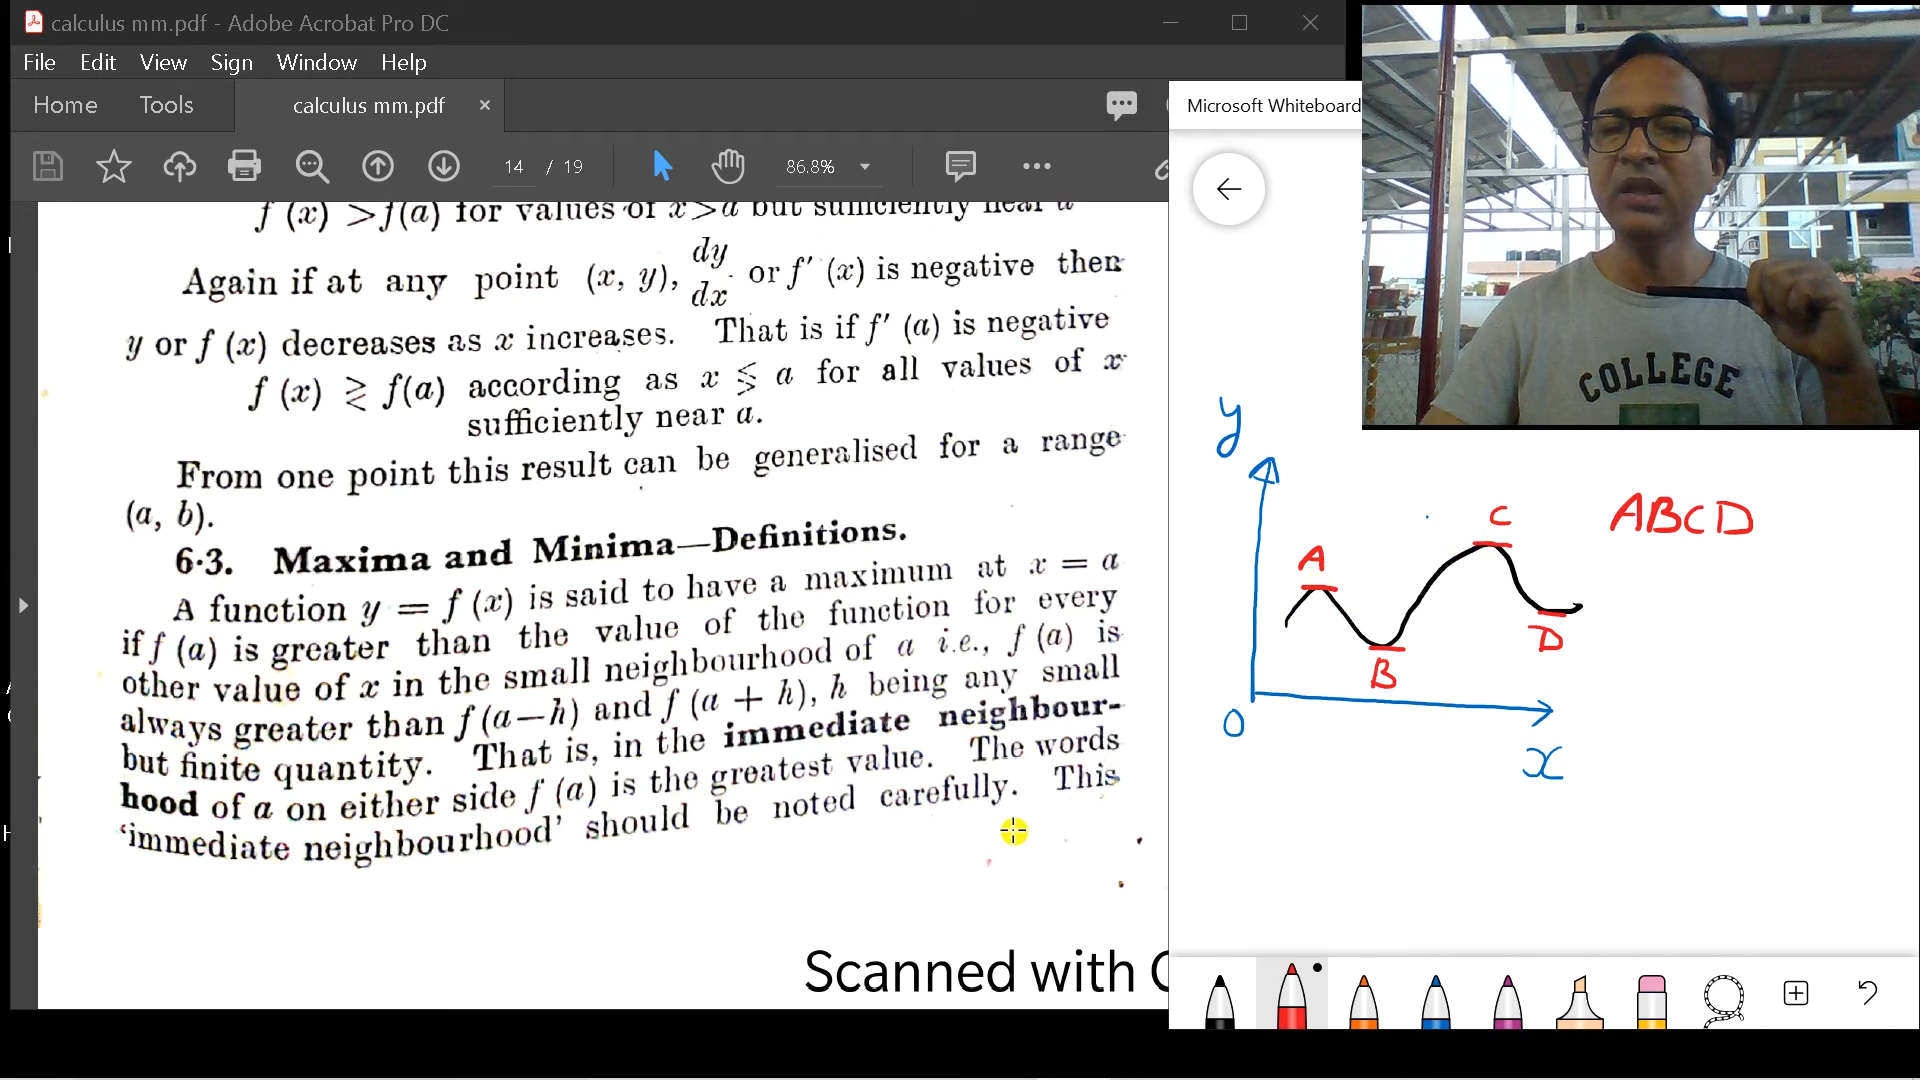 calculus mm.pdf - Adobe Acrobat Pro DC
File Edit View Sign Window Help
Home Tools calculus mm.pdf ×
14 / 19 86.8%
f (x) > f(a) for values of x > a but sufficiently near a
Again if at any point (x, y), dy/dx or f′ (x) is negative then
y or f (x) decreases as x increases. That is if f′ (a) is negative
f (x) ≷ f(a) according as x ≶ a for all values of x
sufficiently near a.
From one point this result can be generalised for a range
(a, b).
6·3. Maxima and Minima—Definitions.
A function y = f (x) is said to have a maximum at x = a
if f (a) is greater than the value of the function for every
other value of x in the small neighbourhood of a i.e., f (a) is
always greater than f (a—h) and f (a + h), h being any small
but finite quantity. That is, in the immediate neighbour-
hood of a on either side f (a) is the greatest value. The words
‘immediate neighbourhood’ should be noted carefully. This
Scanned with
Microsoft Whiteboard
COLLEGE
y
A
B
C
D
ABCD
O
x